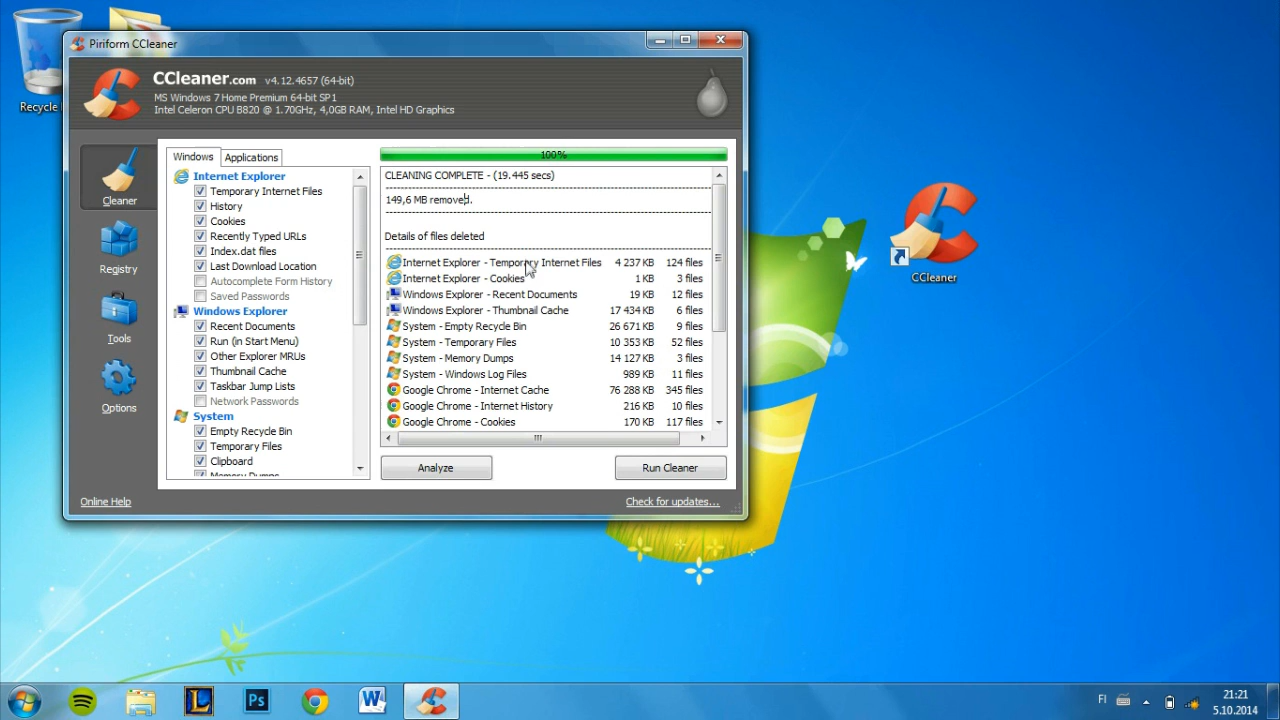 Recycle
Piriform CCleaner
CCleaner.com v4.12.4657 (64-bit)
MS Windows 7 Home Premium 64-bit SP1
Intel Celeron CPU B820 @ 1.70GHz, 4,0GB RAM, Intel HD Graphics
Cleaner
Registry
Tools
Options
Windows
Applications
Internet Explorer
Temporary Internet Files
History
Cookies
Recently Typed URLs
Index.dat files
Last Download Location
Autocomplete Form History
Saved Passwords
Windows Explorer
Recent Documents
Run (in Start Menu)
Other Explorer MRUs
Thumbnail Cache
Taskbar Jump Lists
Network Passwords
System
Empty Recycle Bin
Temporary Files
Clipboard
Memory Dumps
100%
CLEANING COMPLETE - (19.445 secs)
149,6 MB removed.
Details of files deleted
Internet Explorer - Temporary Internet Files 4 237 KB 124 files
Internet Explorer - Cookies 1 KB 3 files
Windows Explorer - Recent Documents 19 KB 12 files
Windows Explorer - Thumbnail Cache 17 434 KB 6 files
System - Empty Recycle Bin 26 671 KB 9 files
System - Temporary Files 10 353 KB 52 files
System - Memory Dumps 14 127 KB 3 files
System - Windows Log Files 989 KB 11 files
Google Chrome - Internet Cache 76 288 KB 345 files
Google Chrome - Internet History 216 KB 10 files
Google Chrome - Cookies 170 KB 117 files
Analyze
Run Cleaner
Online Help
Check for updates...
CCleaner
L
Ps
W
FI
21:21
5.10.2014